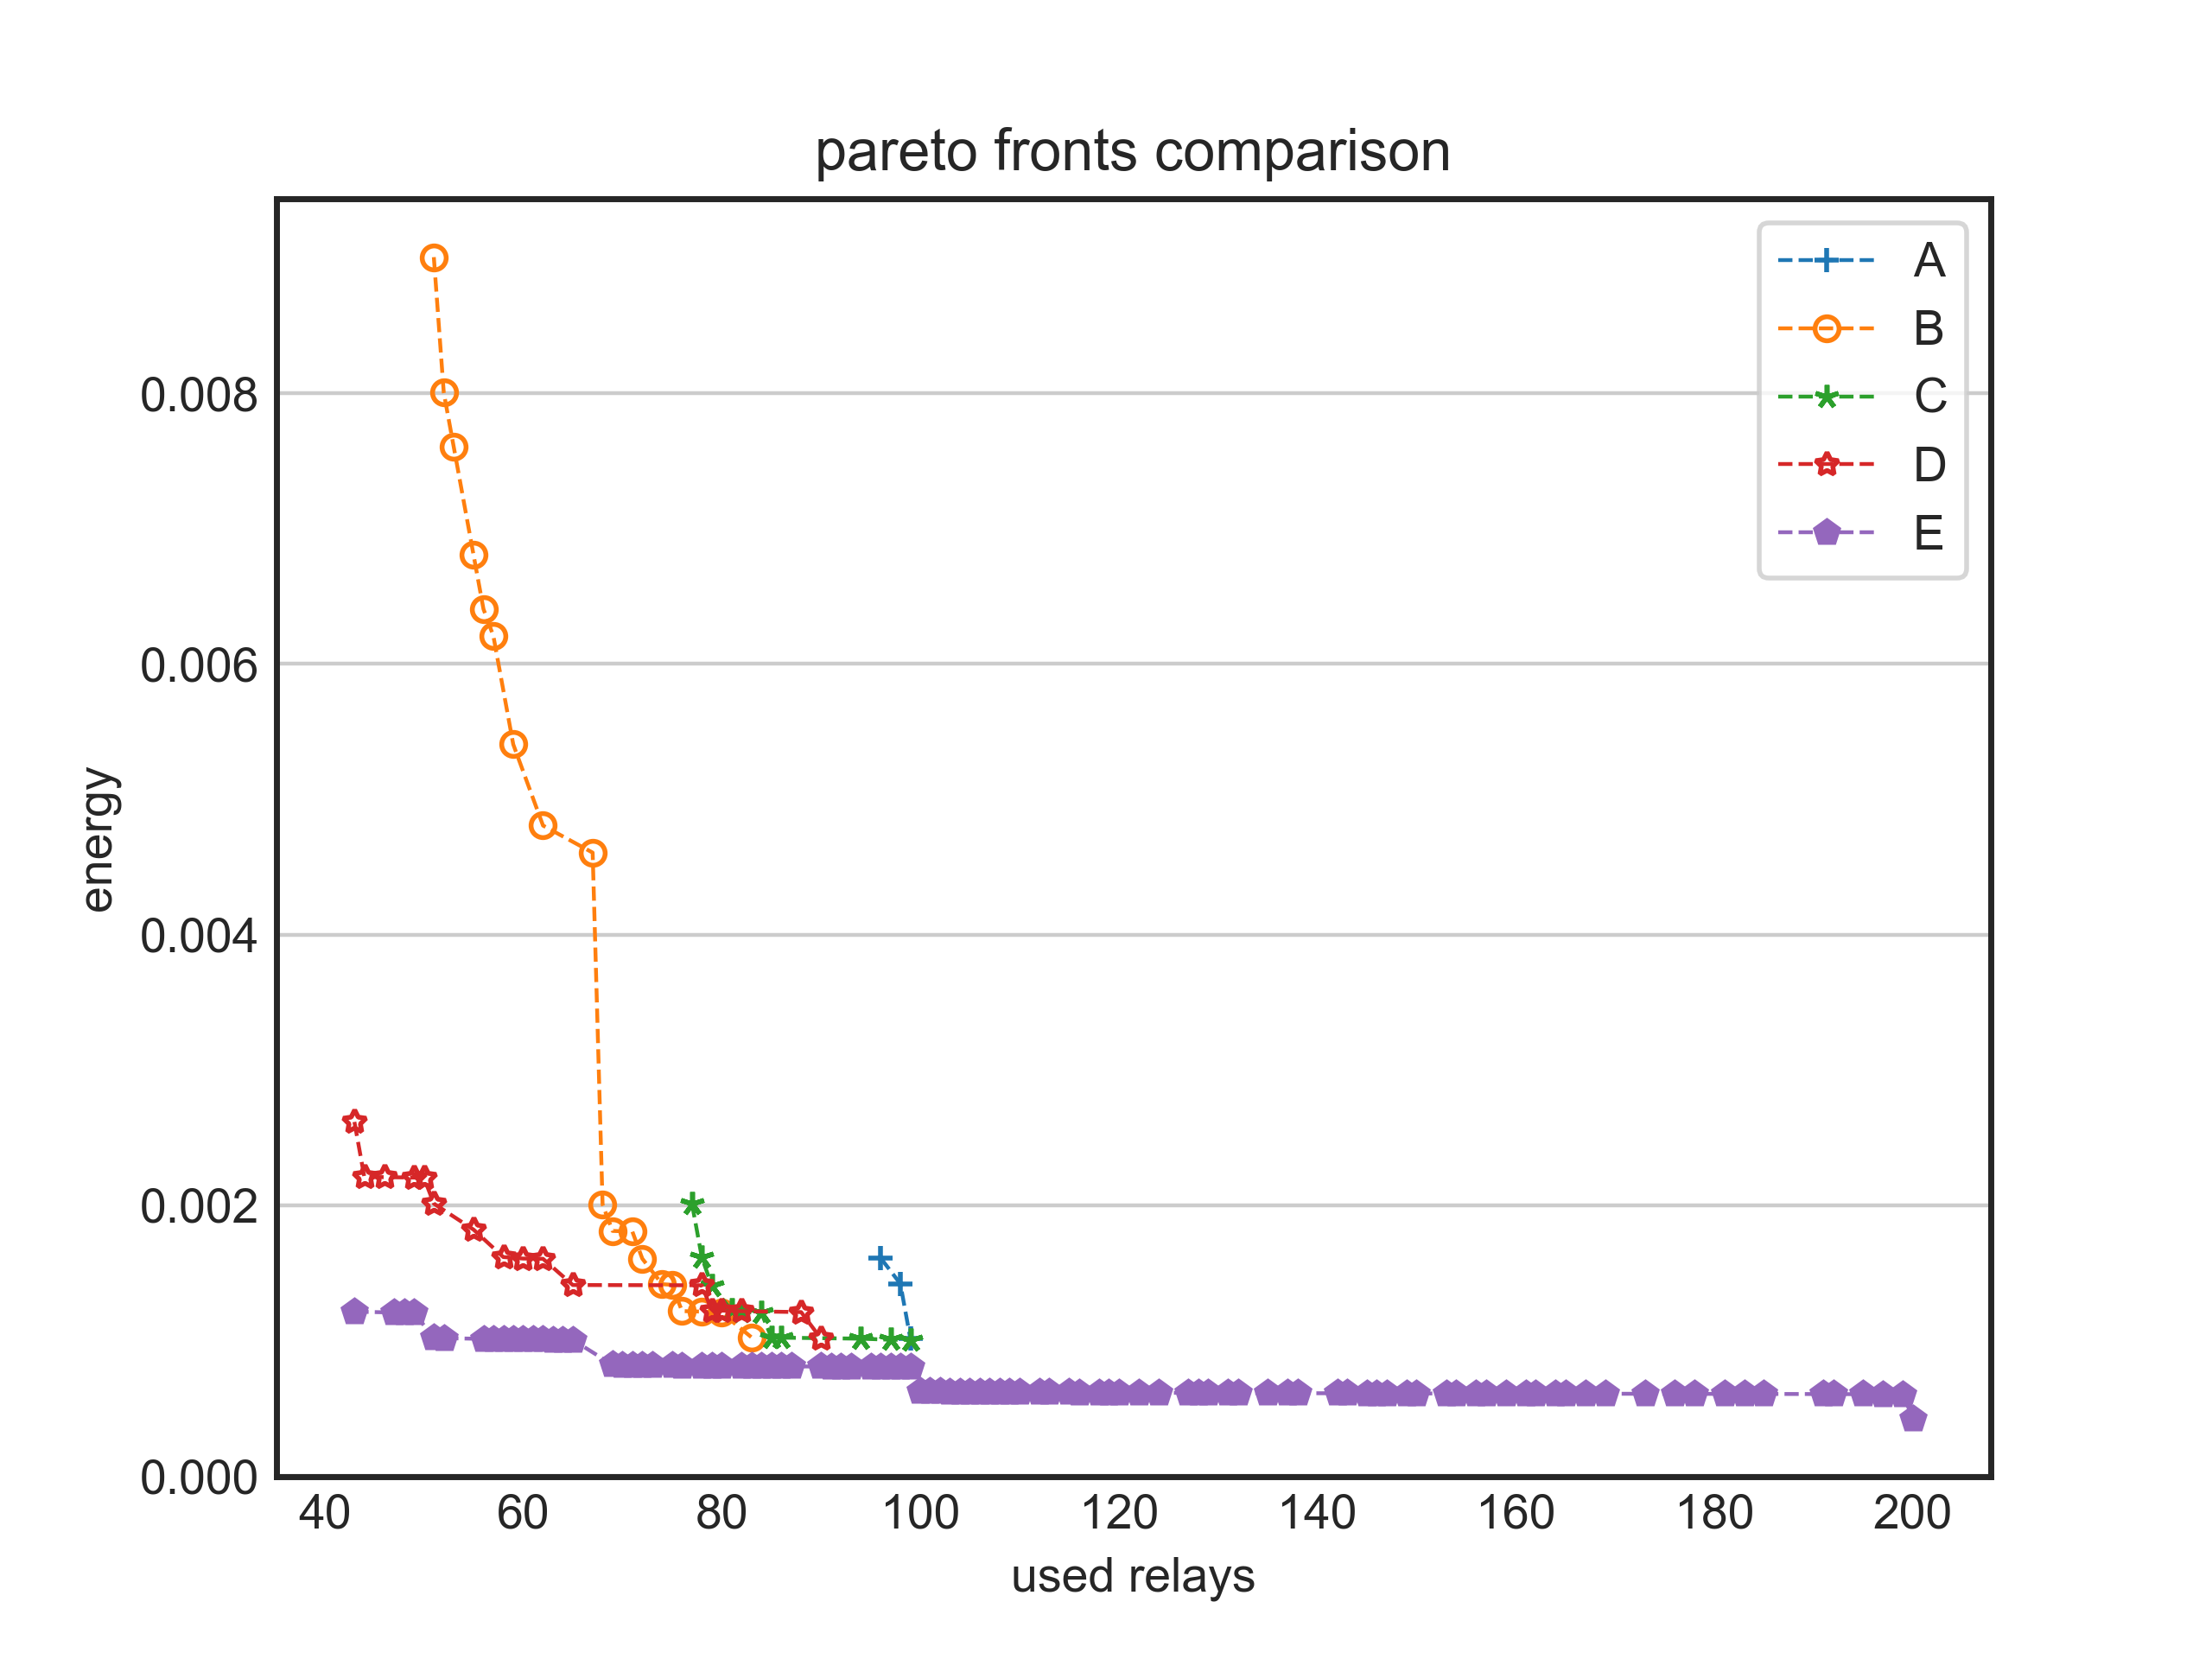 pareto fronts comparison
A
B
C
D
E
0.008
0.006
0.004
0.002
0.000
energy
40 60 80 100 120 140 160 180 200
used relays